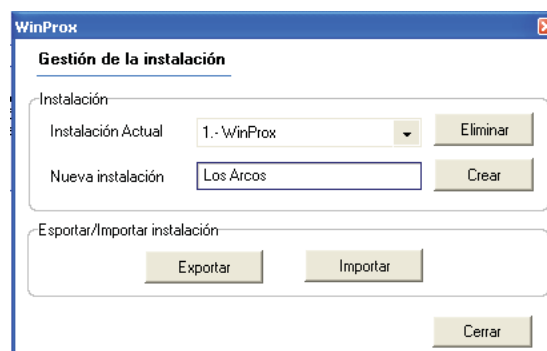 WinProx
Gestión de la instalación
Instalación
Instalación Actual 1.- WinProx Eliminar
Nueva instalación Los Arcos Crear
Esportar/Importar instalación
Exportar Importar
Cerrar